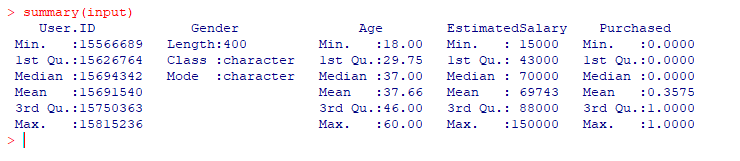 > summary(input)
User.ID Gender Age EstimatedSalary Purchased
Min. :15566689 Length:400 Min. :18.00 Min. : 15000 Min. :0.0000
1st Qu.:15626764 Class :character 1st Qu.:29.75 1st Qu.: 43000 1st Qu.:0.0000
Median :15694342 Mode :character Median :37.00 Median : 70000 Median :0.0000
Mean :15691540 Mean :37.66 Mean : 69743 Mean :0.3575
3rd Qu.:15750363 3rd Qu.:46.00 3rd Qu.: 88000 3rd Qu.:1.0000
Max. :15815236 Max. :60.00 Max. :150000 Max. :1.0000
>